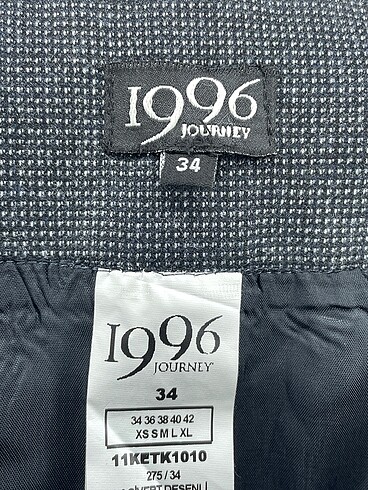 1996
JOURNEY
34
1996
JOURNEY
34
34 36 38 40 42
XS S M L XL
11KETK1010
275 / 34